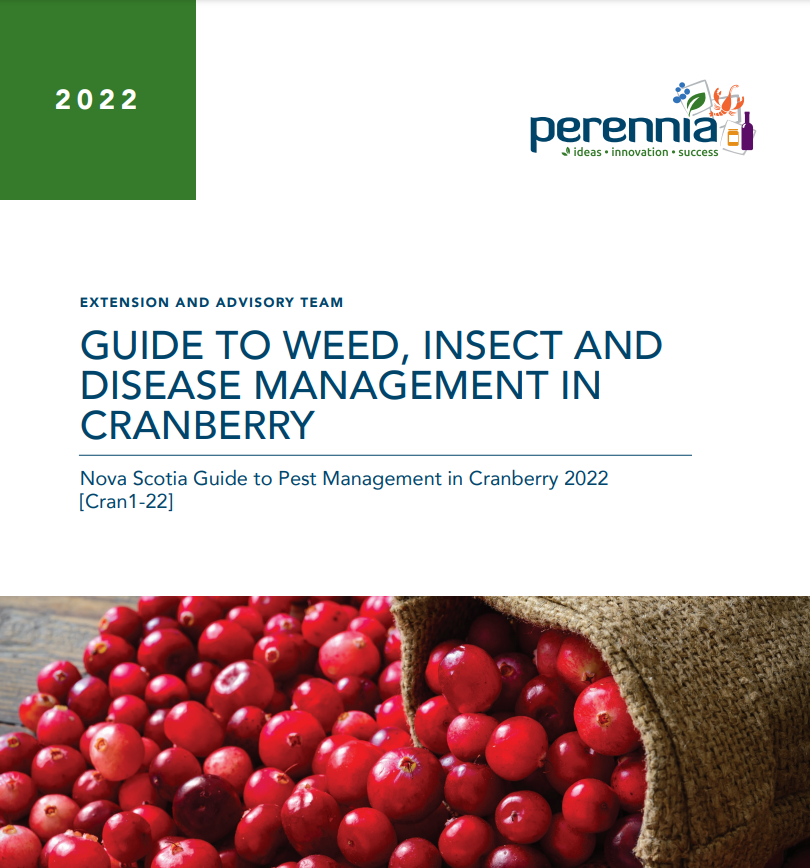 2022
perennia
ideas • innovation • success
EXTENSION AND ADVISORY TEAM
GUIDE TO WEED, INSECT AND
DISEASE MANAGEMENT IN
CRANBERRY
Nova Scotia Guide to Pest Management in Cranberry 2022
[Cran1-22]